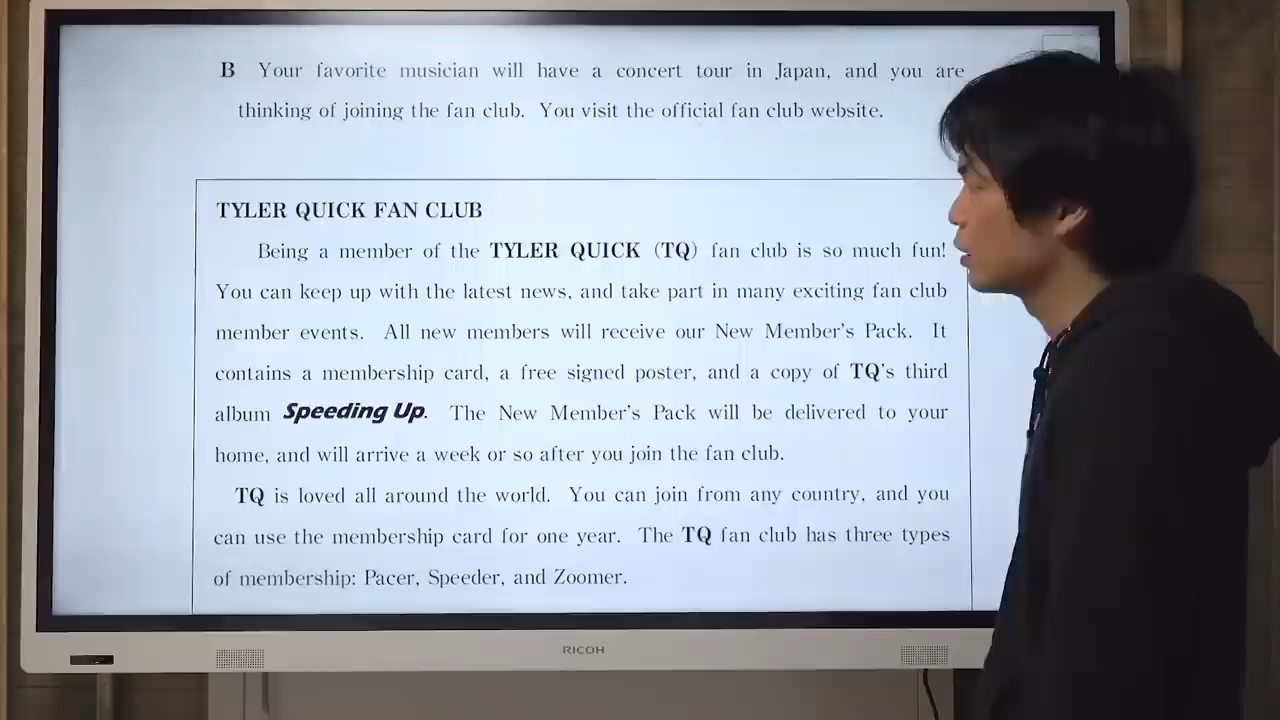 B Your favorite musician will have a concert tour in Japan, and you are
thinking of joining the fan club. You visit the official fan club website.
TYLER QUICK FAN CLUB
Being a member of the TYLER QUICK (TQ) fan club is so much fun!
You can keep up with the latest news, and take part in many exciting fan club
member events. All new members will receive our New Member's Pack. It
contains a membership card, a free signed poster, and a copy of TQ's third
album Speeding Up. The New Member's Pack will be delivered to your
home, and will arrive a week or so after you join the fan club.
TQ is loved all around the world. You can join from any country, and you
can use the membership card for one year. The TQ fan club has three types
of membership: Pacer, Speeder, and Zoomer.
RICOH